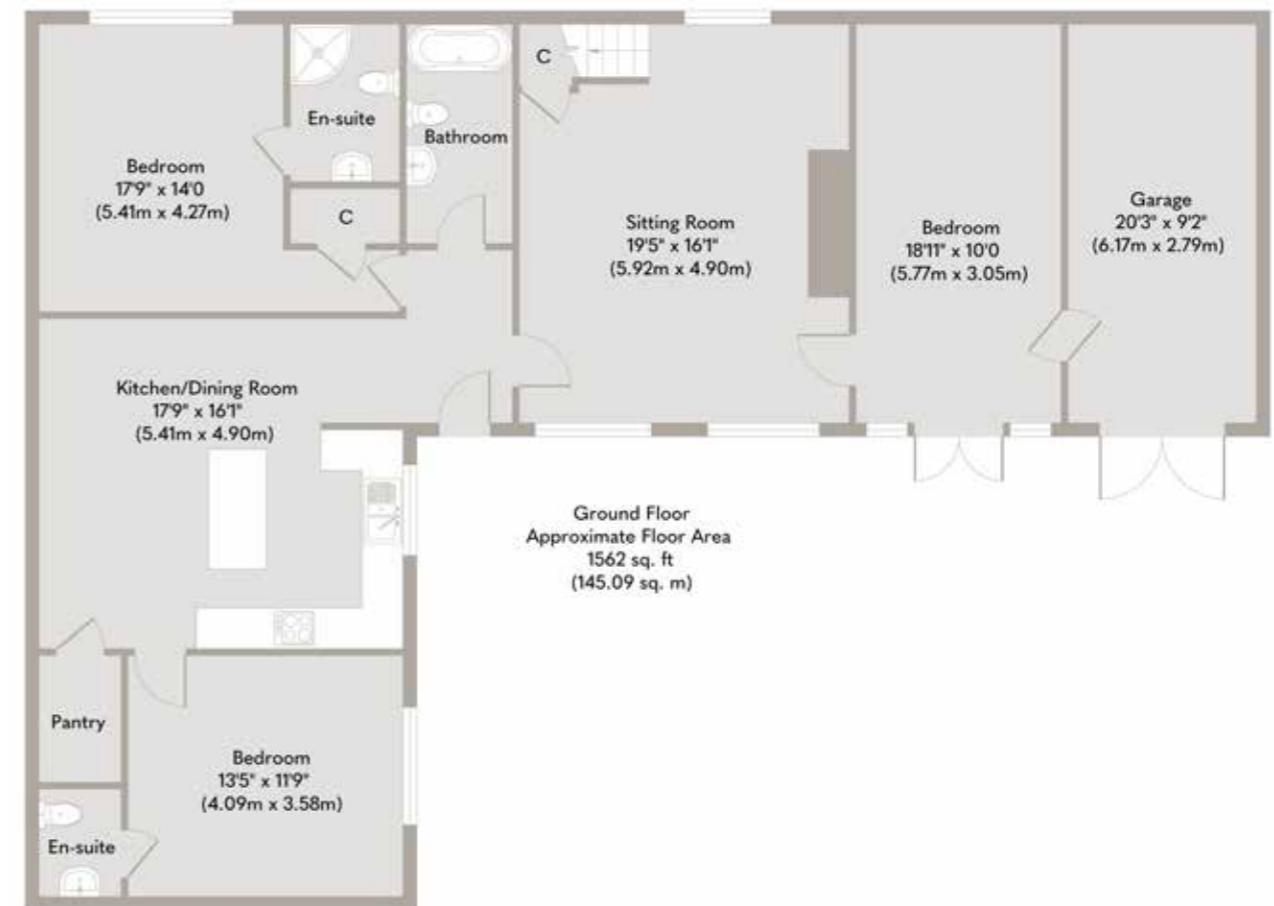 C
En-suite
Bathroom
Bedroom
17'9" x 14'0
(5.41m x 4.27m)
C
Sitting Room
19'5" x 16'1"
(5.92m x 4.90m)
Bedroom
18'11" x 10'0
(5.77m x 3.05m)
Garage
20'3" x 9'2"
(6.17m x 2.79m)
Kitchen/Dining Room
17'9" x 16'1"
(5.41m x 4.90m)
Ground Floor
Approximate Floor Area
1562 sq. ft
(145.09 sq. m)
Pantry
Bedroom
13'5" x 11'9"
(4.09m x 3.58m)
En-suite